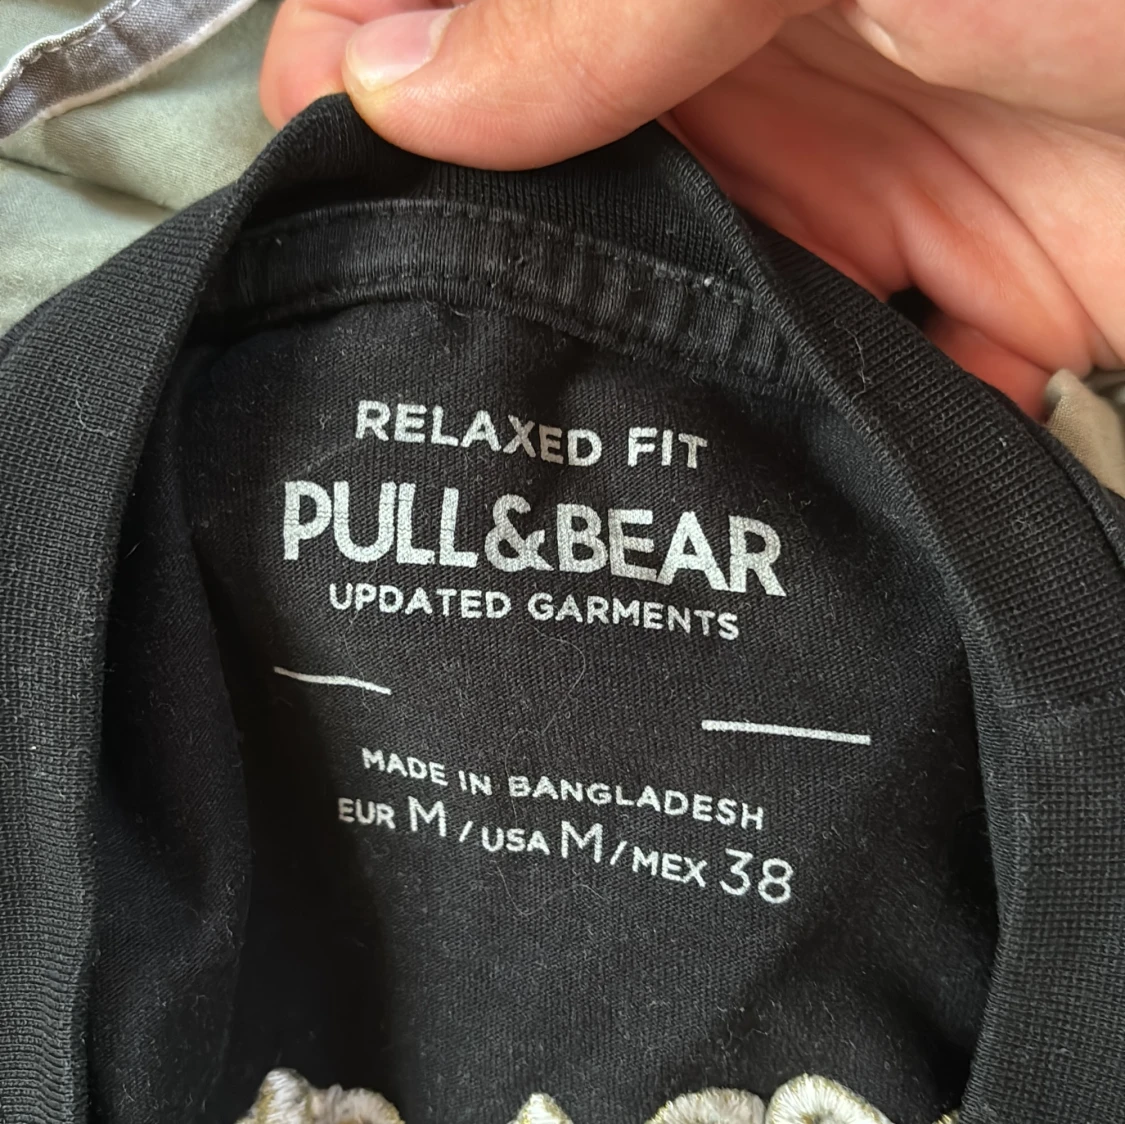 RELAXED FIT
PULL&BEAR
UPDATED GARMENTS
MADE IN BANGLADESH
EUR M / USA M / MEX 38